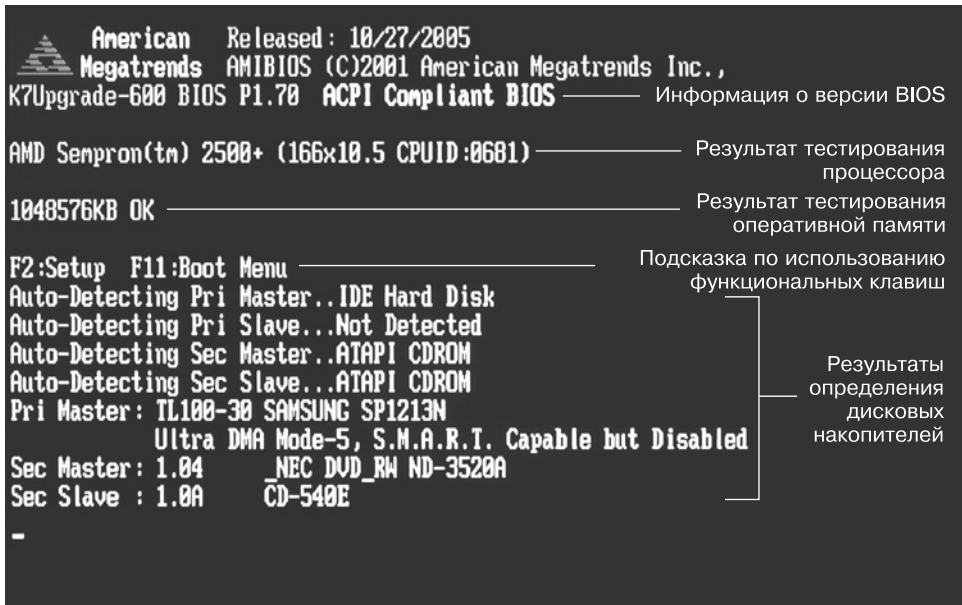 American Released: 10/27/2005
Megatrends AMIBIOS (C)2001 American Megatrends Inc.,
K7Upgrade-600 BIOS P1.70 ACPI Compliant BIOS
Информация о версии BIOS
AMD Sempron(tm) 2500+ (166x10.5 CPUID:0681)
Результат тестирования
процессора
1048576KB OK
Результат тестирования
оперативной памяти
F2:Setup F11:Boot Menu
Подсказка по использованию
функциональных клавиш
Auto-Detecting Pri Master..IDE Hard Disk
Auto-Detecting Pri Slave...Not Detected
Auto-Detecting Sec Master..ATAPI CDROM
Auto-Detecting Sec Slave...ATAPI CDROM
Pri Master: TL100-30 SAMSUNG SP1213N
Ultra DMA Mode-5, S.M.A.R.T. Capable but Disabled
Sec Master: 1.04 _NEC DVD_RW ND-3520A
Sec Slave : 1.0A CD-540E
Результаты
определения
дисковых
накопителей